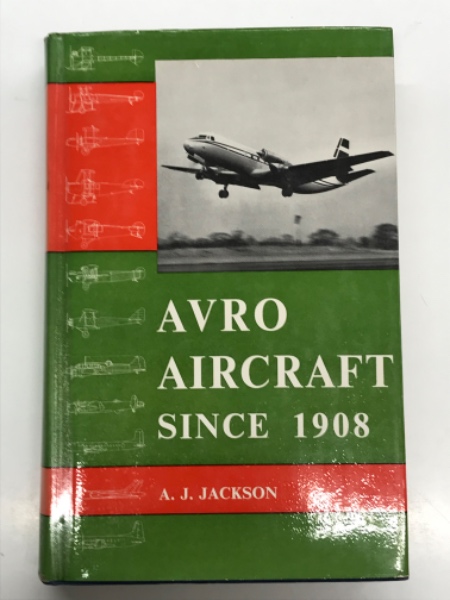 AVRO
AIRCRAFT
SINCE 1908
A. J. JACKSON